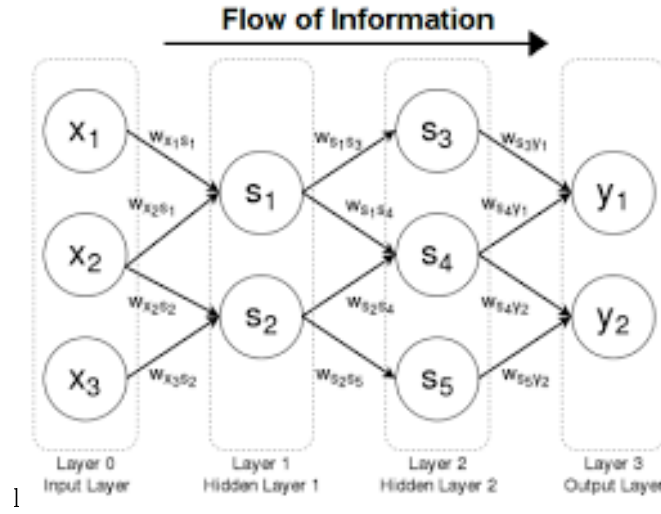 Flow of Information
x1
x2
x3
wx1s1
wx2s1
wx2s2
wx3s2
s1
s2
ws1s3
ws1s4
ws2s4
ws2s5
s3
s4
s5
ws3y1
ws4y1
ws4y2
ws5y2
y1
y2
Layer 0
Input Layer
Layer 1
Hidden Layer 1
Layer 2
Hidden Layer 2
Layer 3
Output Layer
l